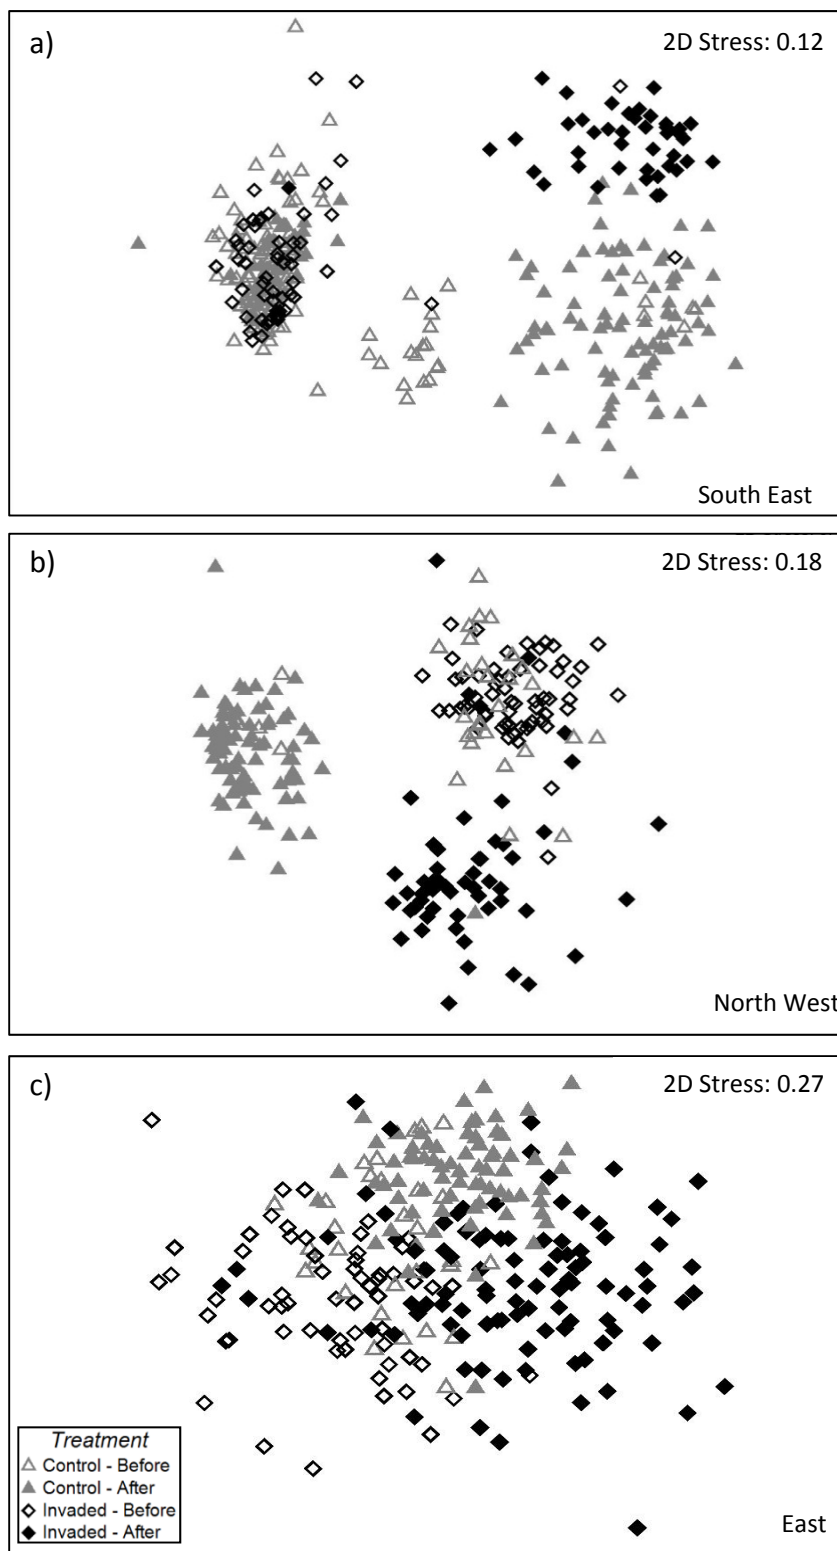 a)
2D Stress: 0.12
South East
b)
2D Stress: 0.18
North West
c)
2D Stress: 0.27
Treatment
Control - Before
Control - After
Invaded - Before
Invaded - After
East